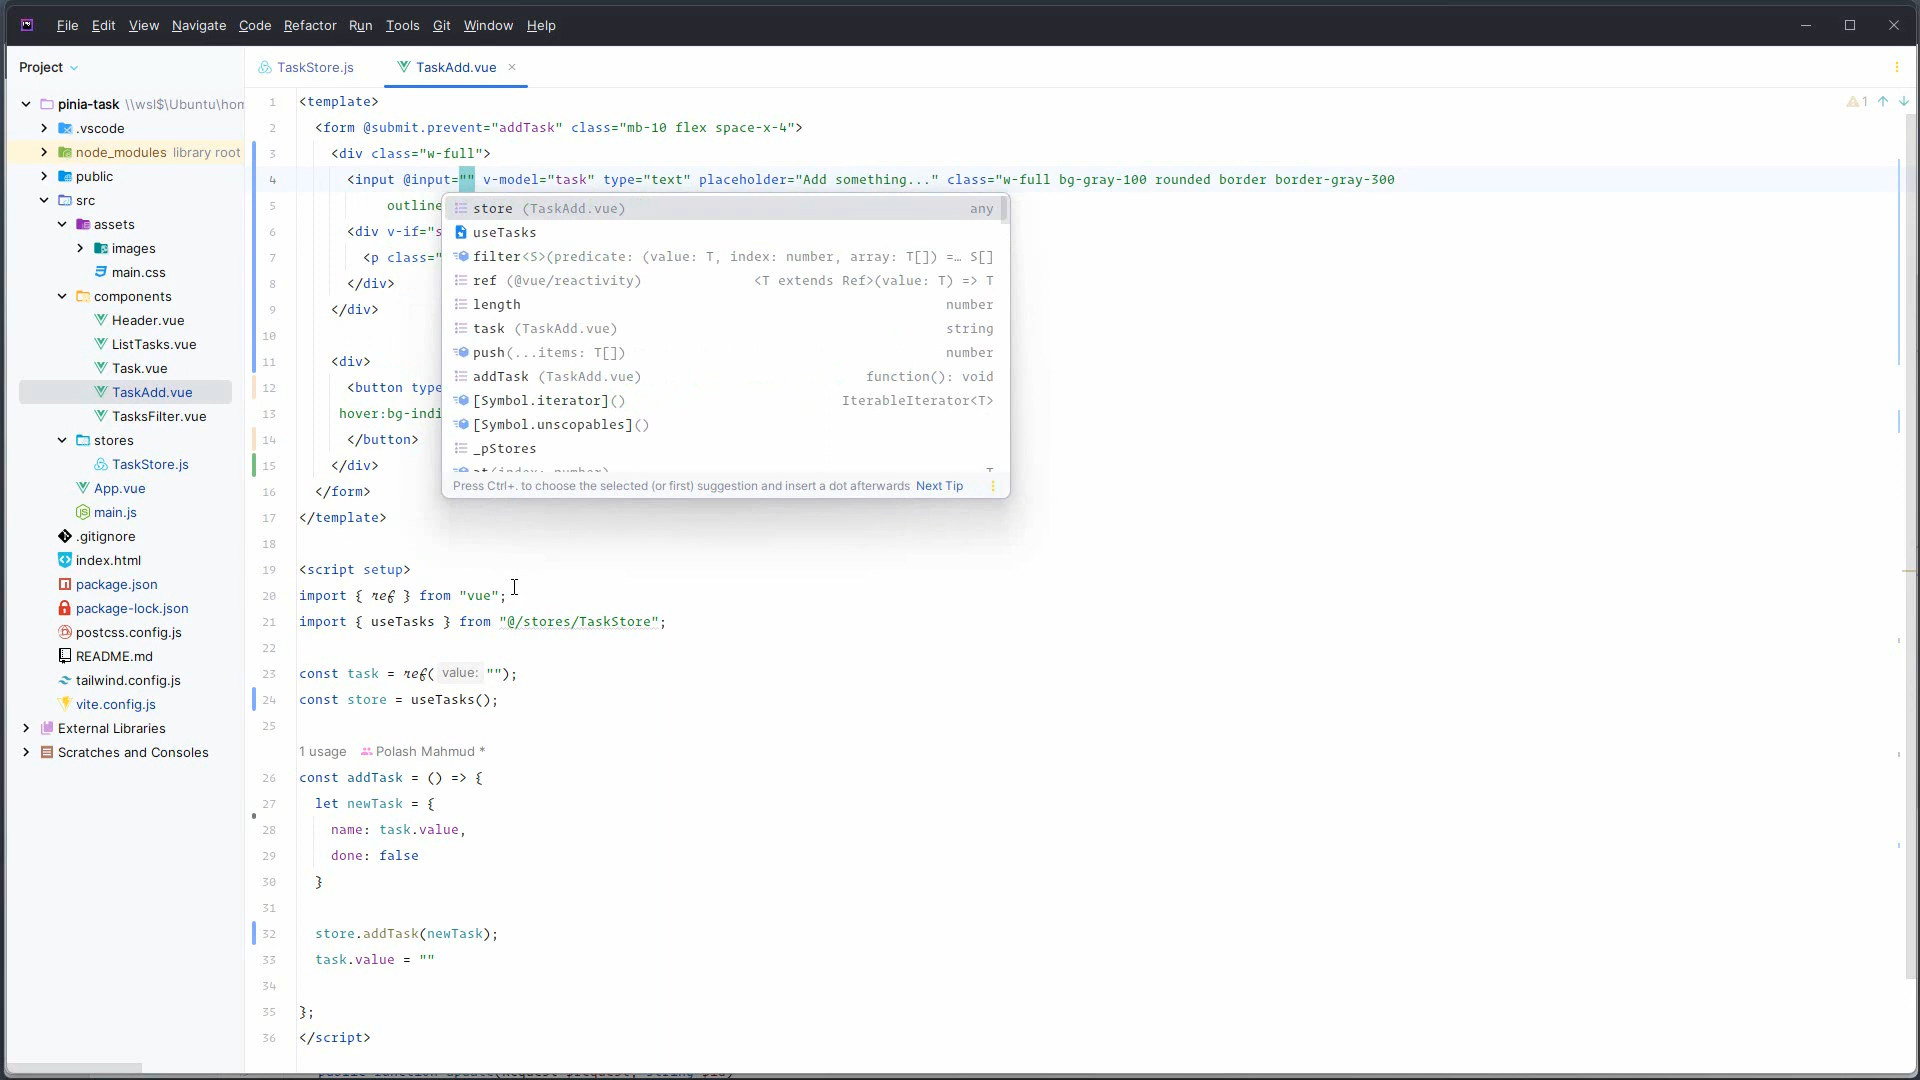 File Edit View Navigate Code Refactor Run Tools Git Window Help
Project
TaskStore.js
TaskAdd.vue
pinia-task \\wsl$\Ubuntu\hom
.vscode
node_modules library root
public
src
assets
images
main.css
components
Header.vue
ListTasks.vue
Task.vue
TaskAdd.vue
TasksFilter.vue
stores
TaskStore.js
App.vue
main.js
.gitignore
index.html
package.json
package-lock.json
postcss.config.js
README.md
tailwind.config.js
vite.config.js
External Libraries
Scratches and Consoles
1
1 <template>
2 <form @submit.prevent="addTask" class="mb-10 flex space-x-4">
3 <div class="w-full">
4 <input @input="" v-model="task" type="text" placeholder="Add something..." class="w-full bg-gray-100 rounded border border-gray-300
5 outline
6 <div v-if="s
7 <p class="
8 </div>
9 </div>
10
11 <div>
12 <button type
13 hover:bg-indi
14 </button>
15 </div>
16 </form>
17 </template>
18
19 <script setup>
20 import { ref } from "vue";
21 import { useTasks } from "@/stores/TaskStore";
22
23 const task = ref( value: "");
24 const store = useTasks();
25
1 usage Polash Mahmud *
26 const addTask = () => {
27 let newTask = {
28 name: task.value,
29 done: false
30 }
31
32 store.addTask(newTask);
33 task.value = ""
34
35 };
36 </script>
store (TaskAdd.vue) any
useTasks
filter<S>(predicate: (value: T, index: number, array: T[]) =… S[]
ref (@vue/reactivity) <T extends Ref>(value: T) => T
length number
task (TaskAdd.vue) string
push(...items: T[]) number
addTask (TaskAdd.vue) function(): void
[Symbol.iterator]() IterableIterator<T>
[Symbol.unscopables]()
_pStores
at(index: number) T
Press Ctrl+. to choose the selected (or first) suggestion and insert a dot afterwards Next Tip